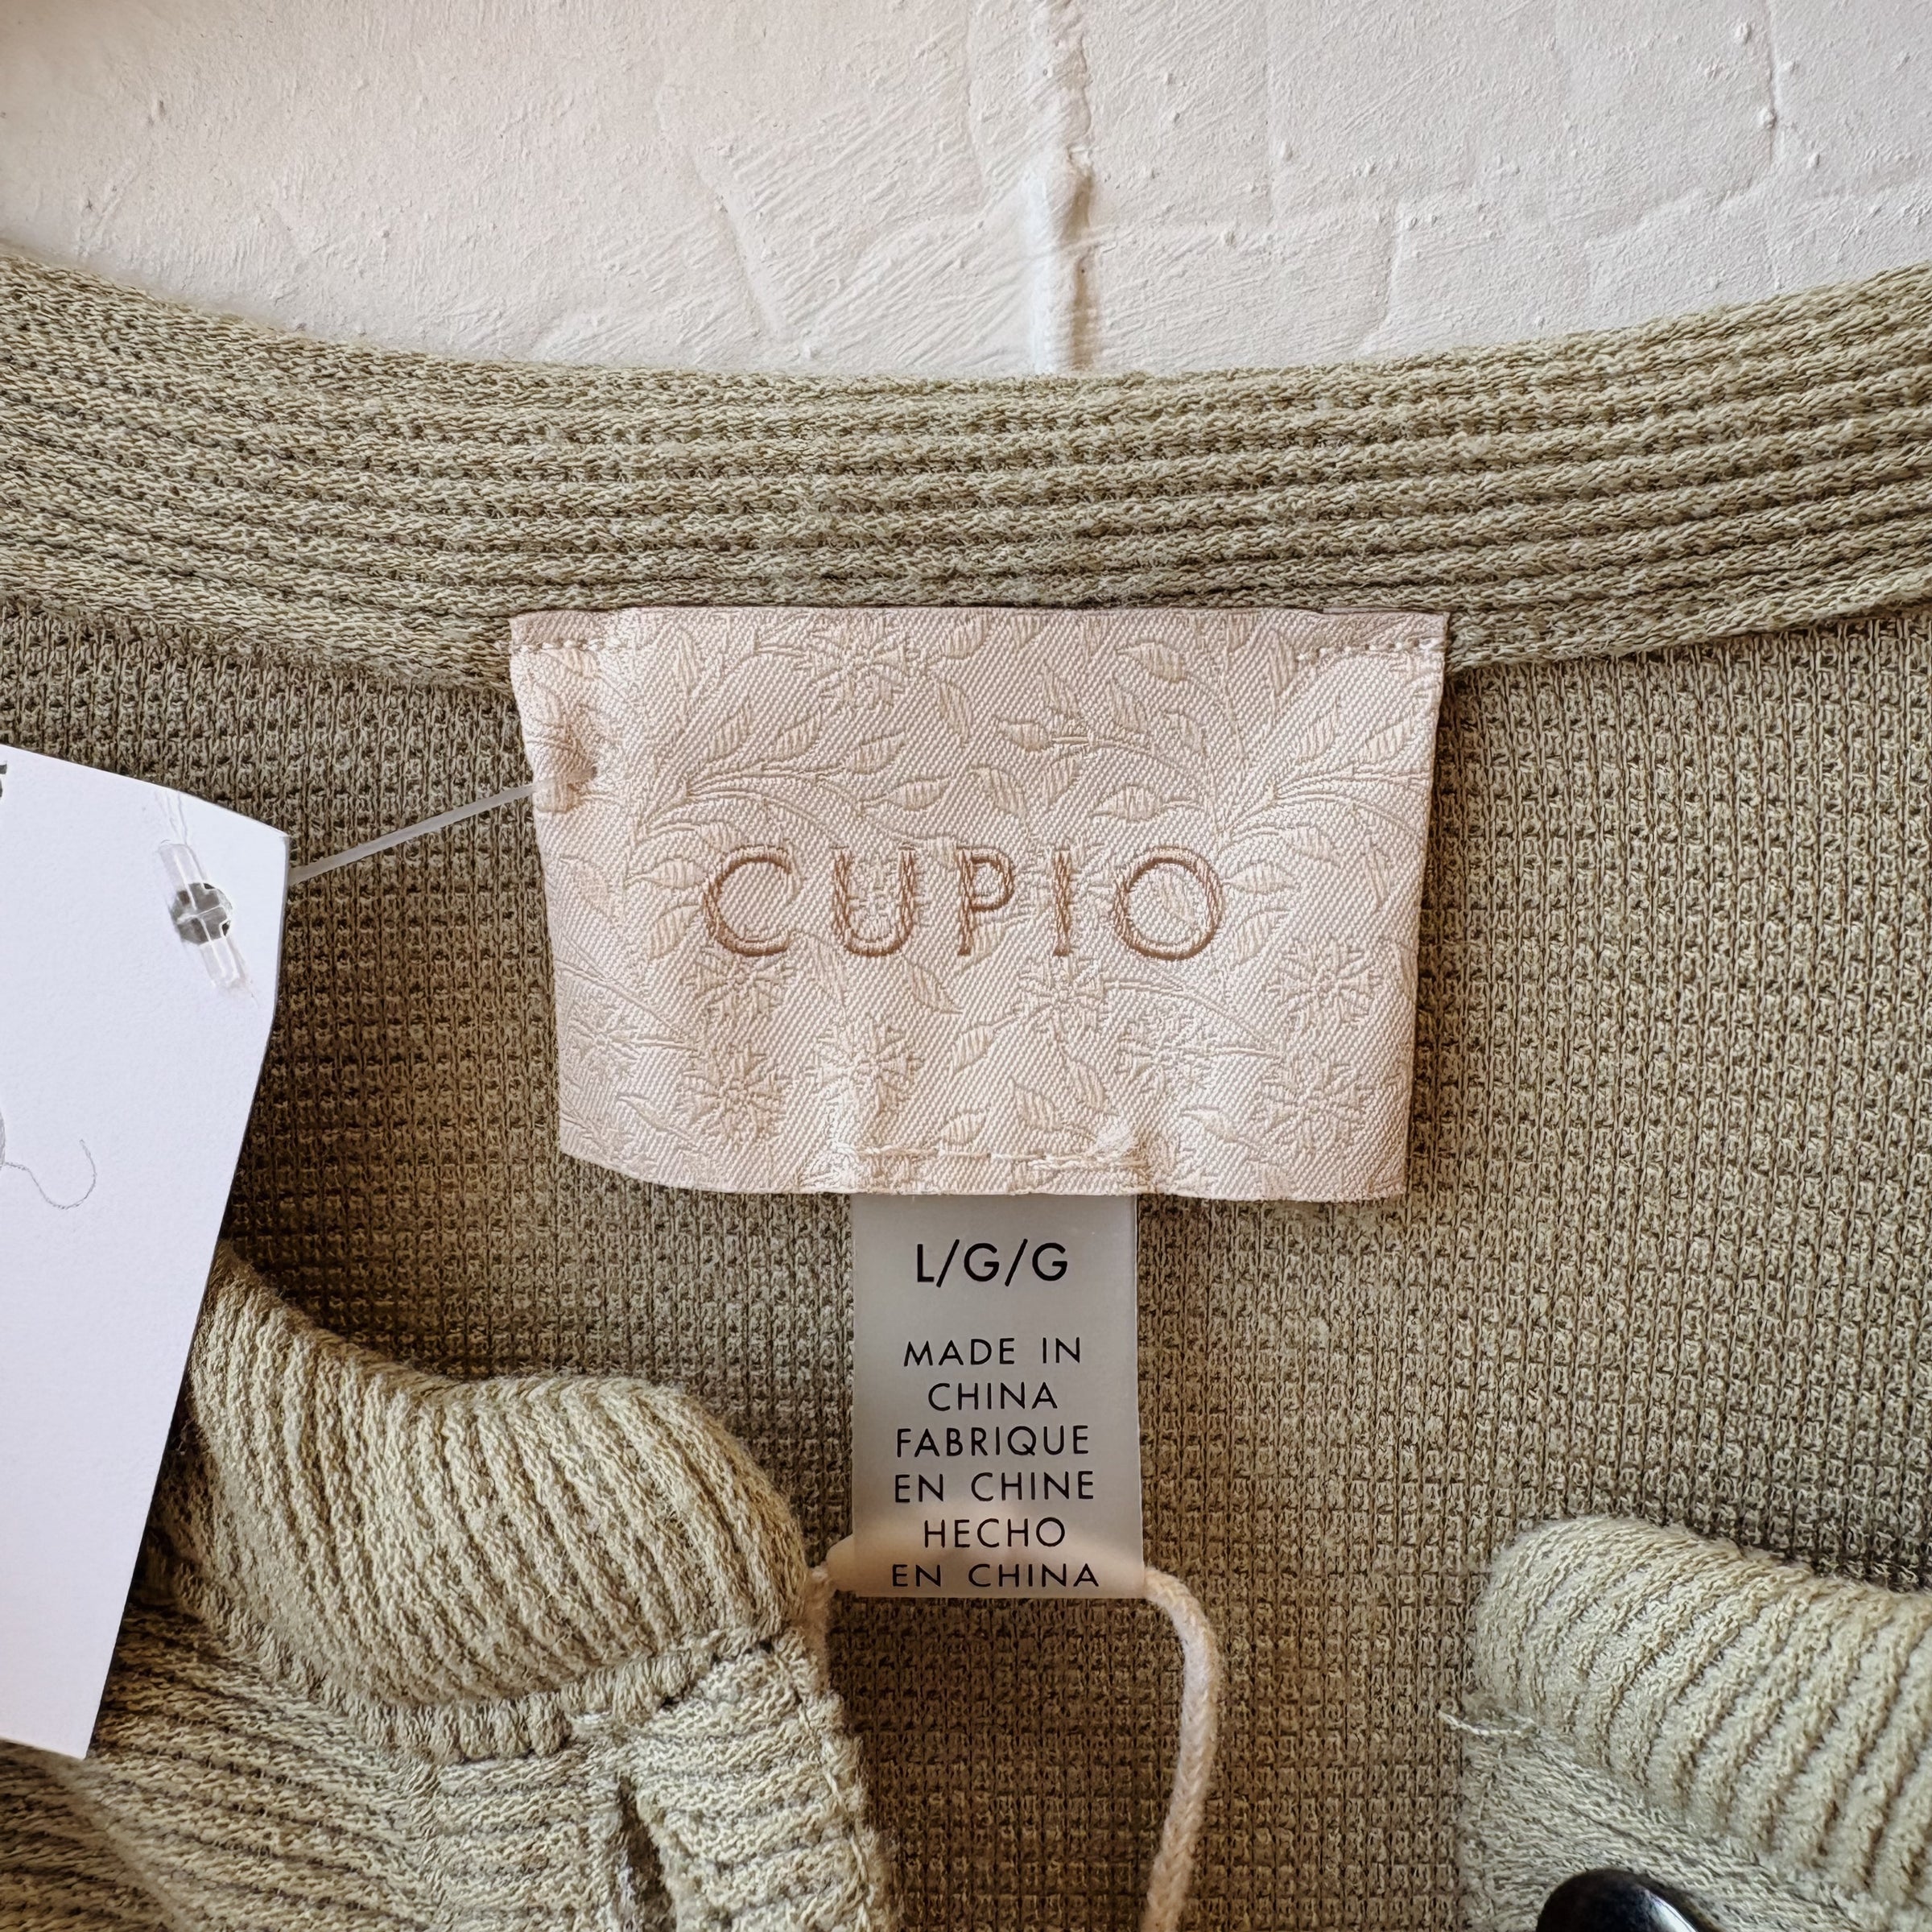 CUPIO
L/G/G
MADE IN
CHINA
FABRIQUE
EN CHINE
HECHO
EN CHINA